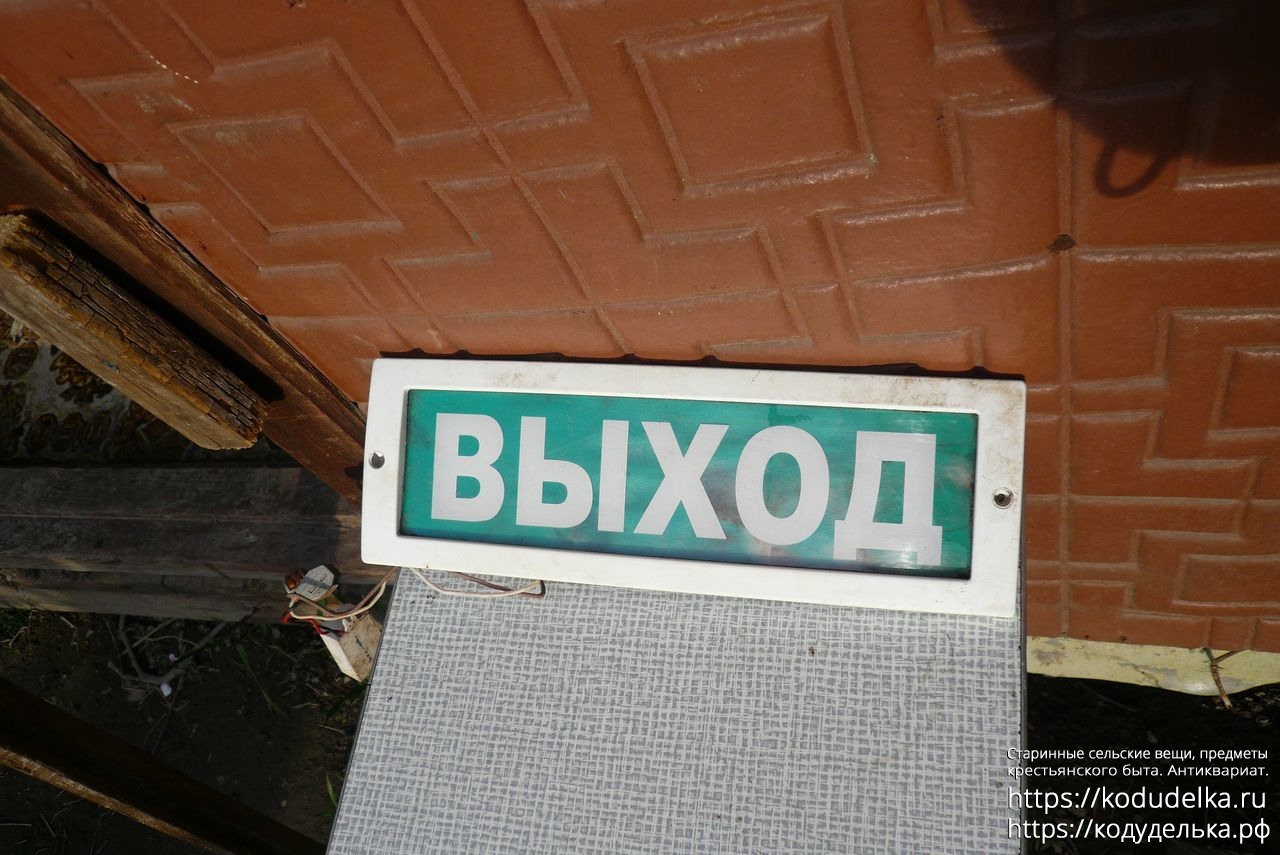 ВЫХОД
Старинные сельские вещи, предметы
крестьянского быта. Антиквариат.
https://kodudelka.ru
https://кодуделька.рф